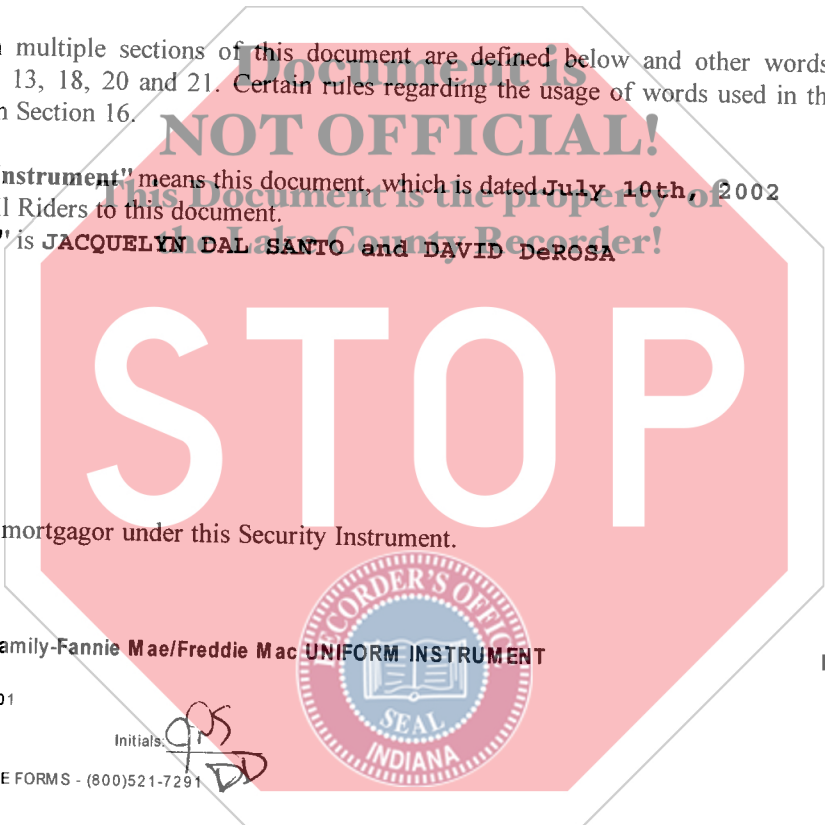 multiple sections of this document are defined below and other words
Document is
13, 18, 20 and 21. Certain rules regarding the usage of words used in th
n Section 16.
NOT OFFICIAL!
nstrument" means this document, which is dated July 10th, 2002
This Document is the property of
ll Riders to this document.
" is JACQUELYN DAL SANTO and DAVID DeROSA
the Lake County Recorder!
STOP
mortgagor under this Security Instrument.
RECORDER'S OFFICE
amily-Fannie Mae/Freddie Mac UNIFORM INSTRUMENT
01
SEAL
INDIANA
Initials:
DD
E FORMS - (800)521-7291